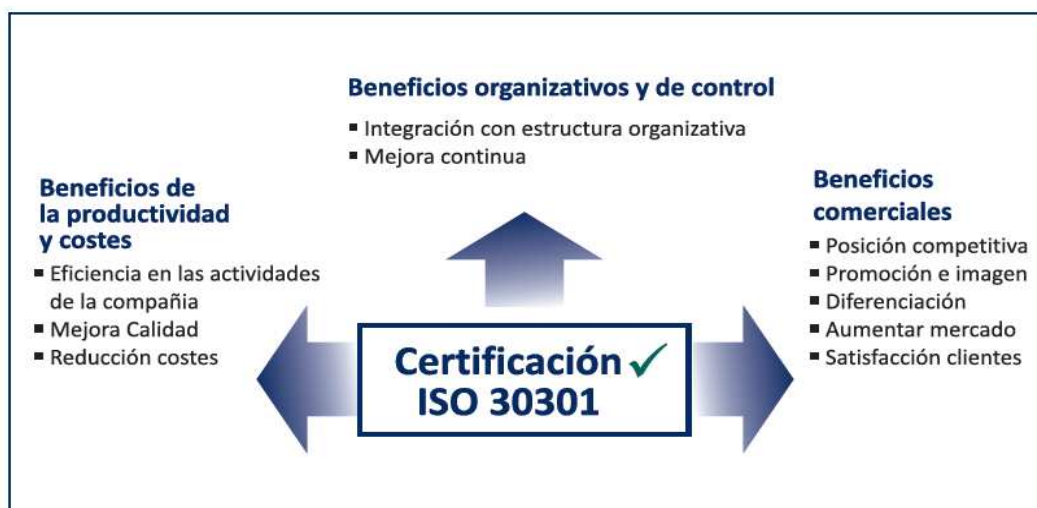 Beneficios organizativos y de control
▪ Integración con estructura organizativa
▪ Mejora continua
Beneficios de
la productividad
y costes
▪ Eficiencia en las actividades
de la compañia
▪ Mejora Calidad
▪ Reducción costes
Beneficios
comerciales
▪ Posición competitiva
▪ Promoción e imagen
▪ Diferenciación
▪ Aumentar mercado
▪ Satisfacción clientes
Certificación ✓
ISO 30301